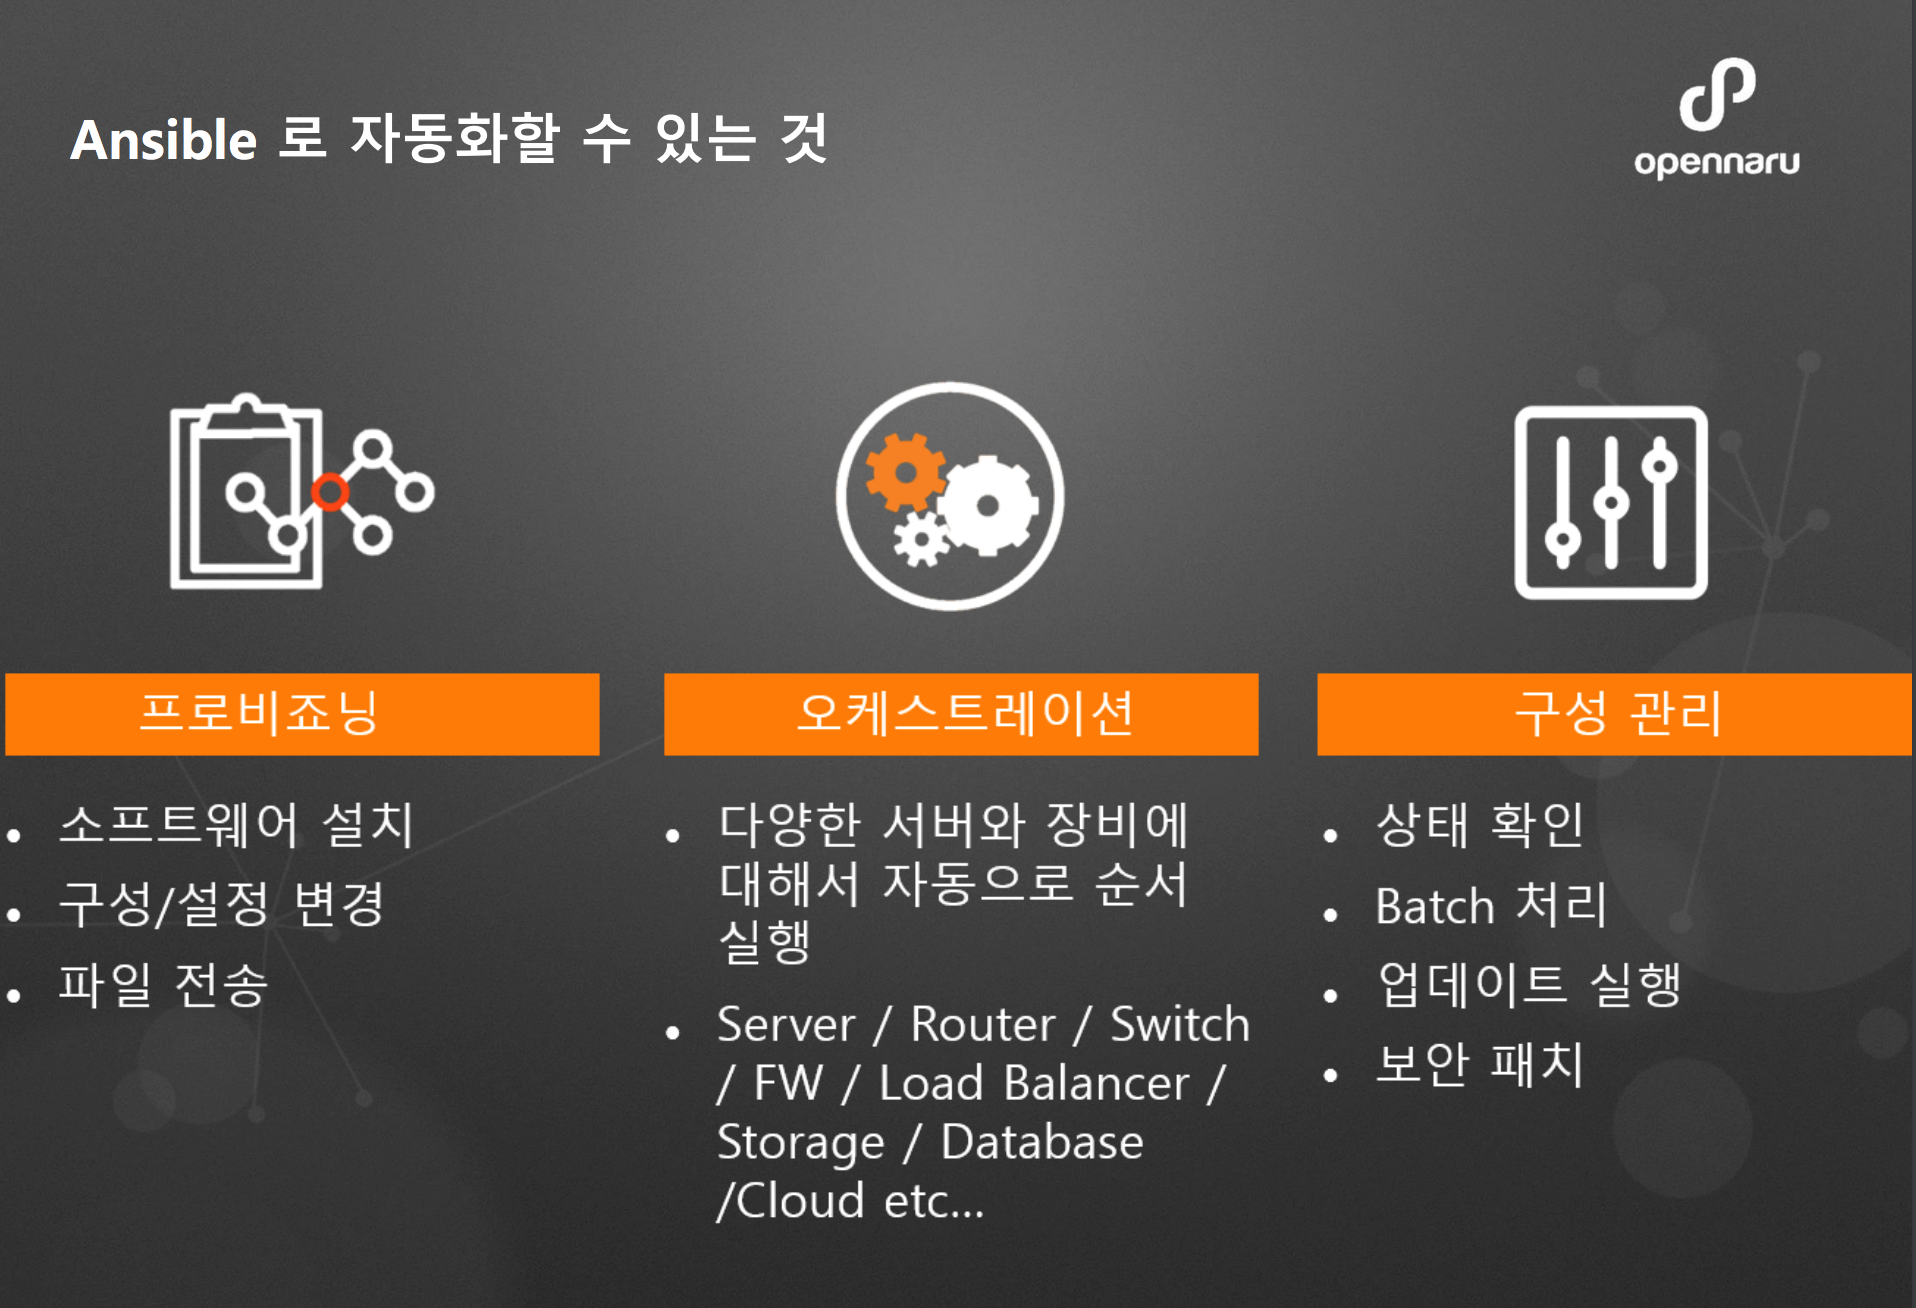 Ansible 로 자동화할 수 있는 것
opennaru
프로비죠닝
• 소프트웨어 설치
• 구성/설정 변경
• 파일 전송
오케스트레이션
• 다양한 서버와 장비에
대해서 자동으로 순서
실행
• Server / Router / Switch
/ FW / Load Balancer /
Storage / Database
/Cloud etc...
구성 관리
• 상태 확인
• Batch 처리
• 업데이트 실행
• 보안 패치